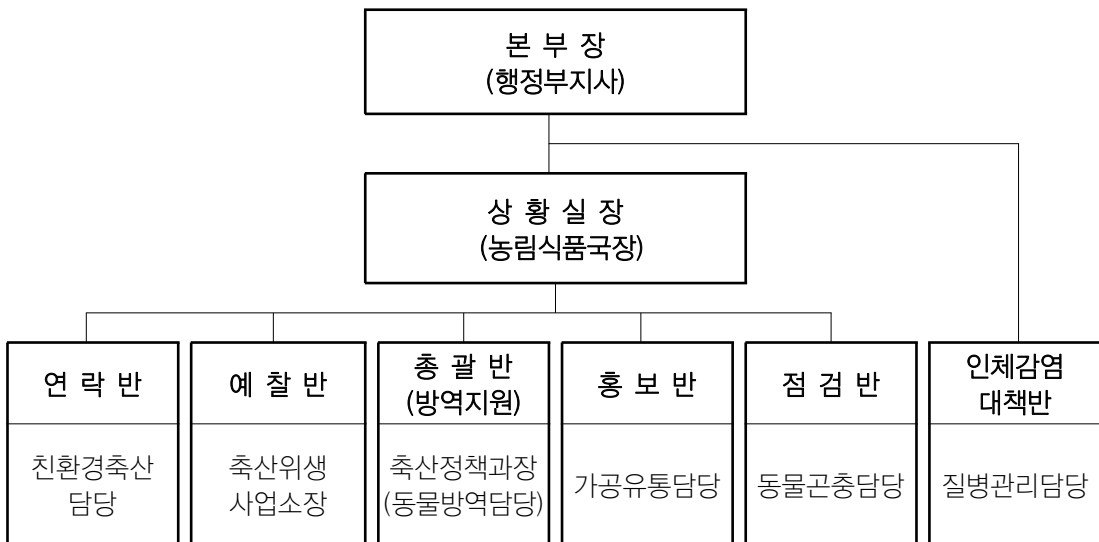 본 부 장
(행정부지사)
상 황 실 장
(농림식품국장)
연 락 반
친환경축산
담당
예 찰 반
축산위생
사업소장
총 괄 반
(방역지원)
축산정책과장
(동물방역담당)
홍 보 반
가공유통담당
점 검 반
동물곤충담당
인체감염
대책반
질병관리담당